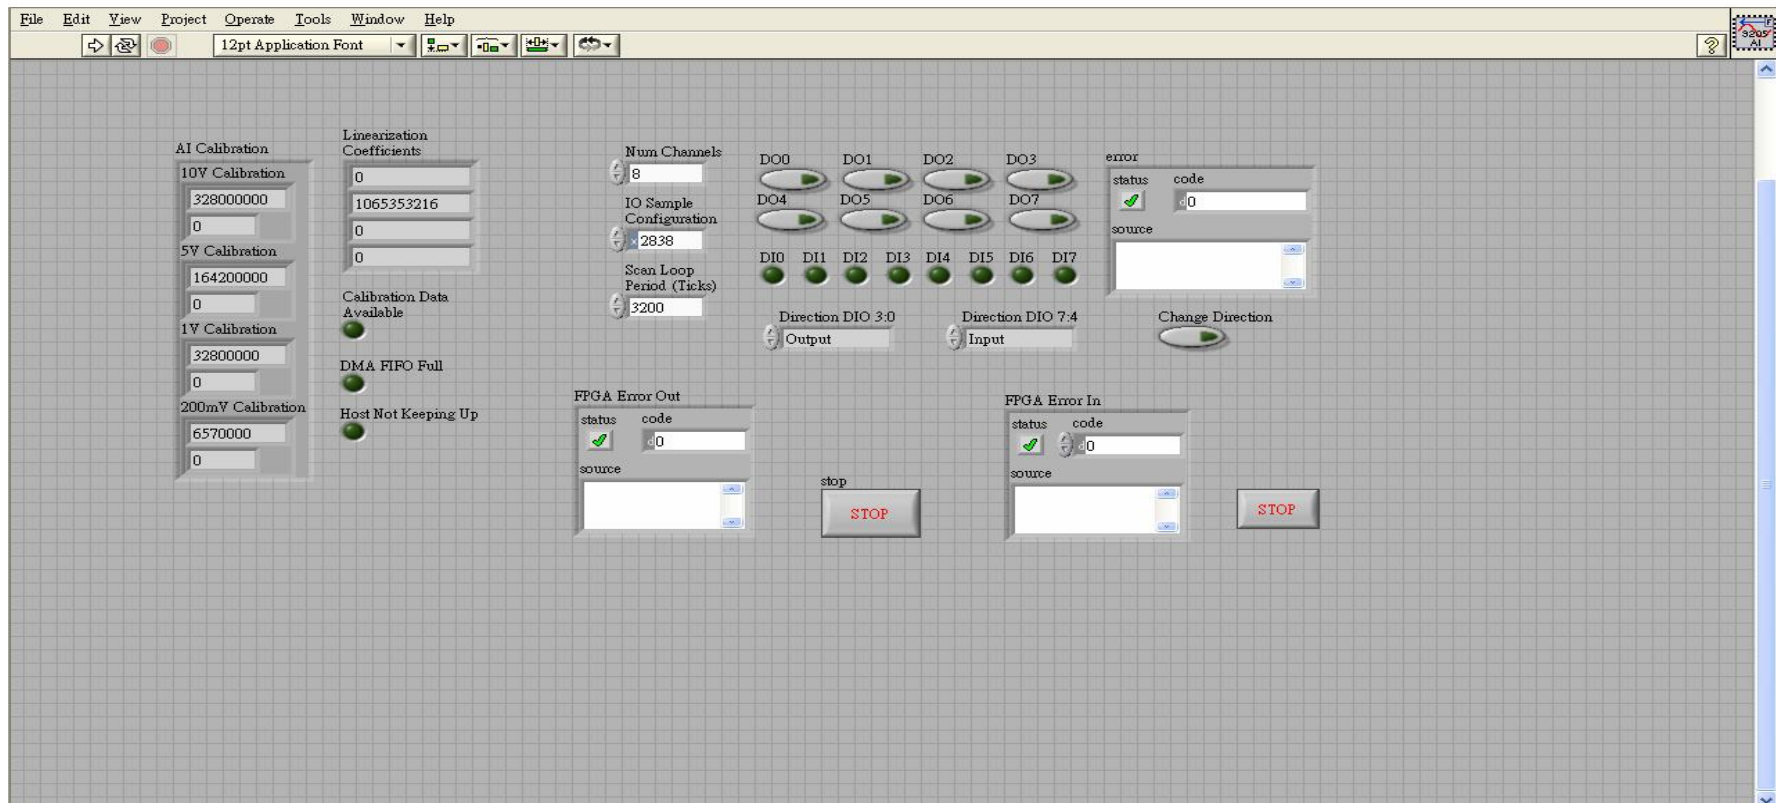 File Edit View Project Operate Tools Window Help
12pt Application Font
?
9205
AI
AI Calibration
10V Calibration
328000000
0
5V Calibration
164200000
0
1V Calibration
32800000
0
200mV Calibration
6570000
0
Linearization
Coefficients
0
1065353216
0
0
Calibration Data
Available
DMA FIFO Full
Host Not Keeping Up
Num Channels
8
IO Sample
Configuration
x 2838
Scan Loop
Period (Ticks)
3200
DO0 DO1 DO2 DO3
DO4 DO5 DO6 DO7
DI0 DI1 DI2 DI3 DI4 DI5 DI6 DI7
Direction DIO 3:0
Output
Direction DIO 7:4
Input
error
status code
d 0
source
Change Direction
FPGA Error Out
status code
d 0
source
stop
STOP
FPGA Error In
status code
d 0
source
STOP